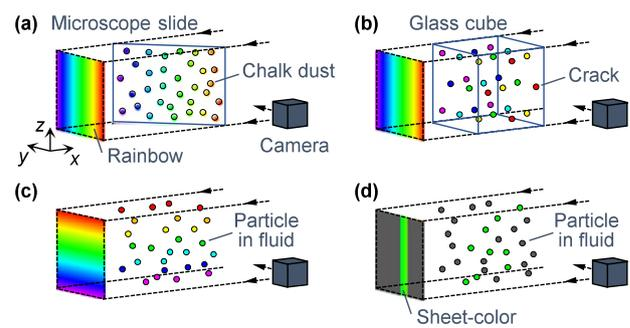 (a) Microscope slide
Chalk dust
Camera
Rainbow
z
y
x
(b) Glass cube
Crack
(c)
Particle
in fluid
(d)
Particle
in fluid
Sheet-color